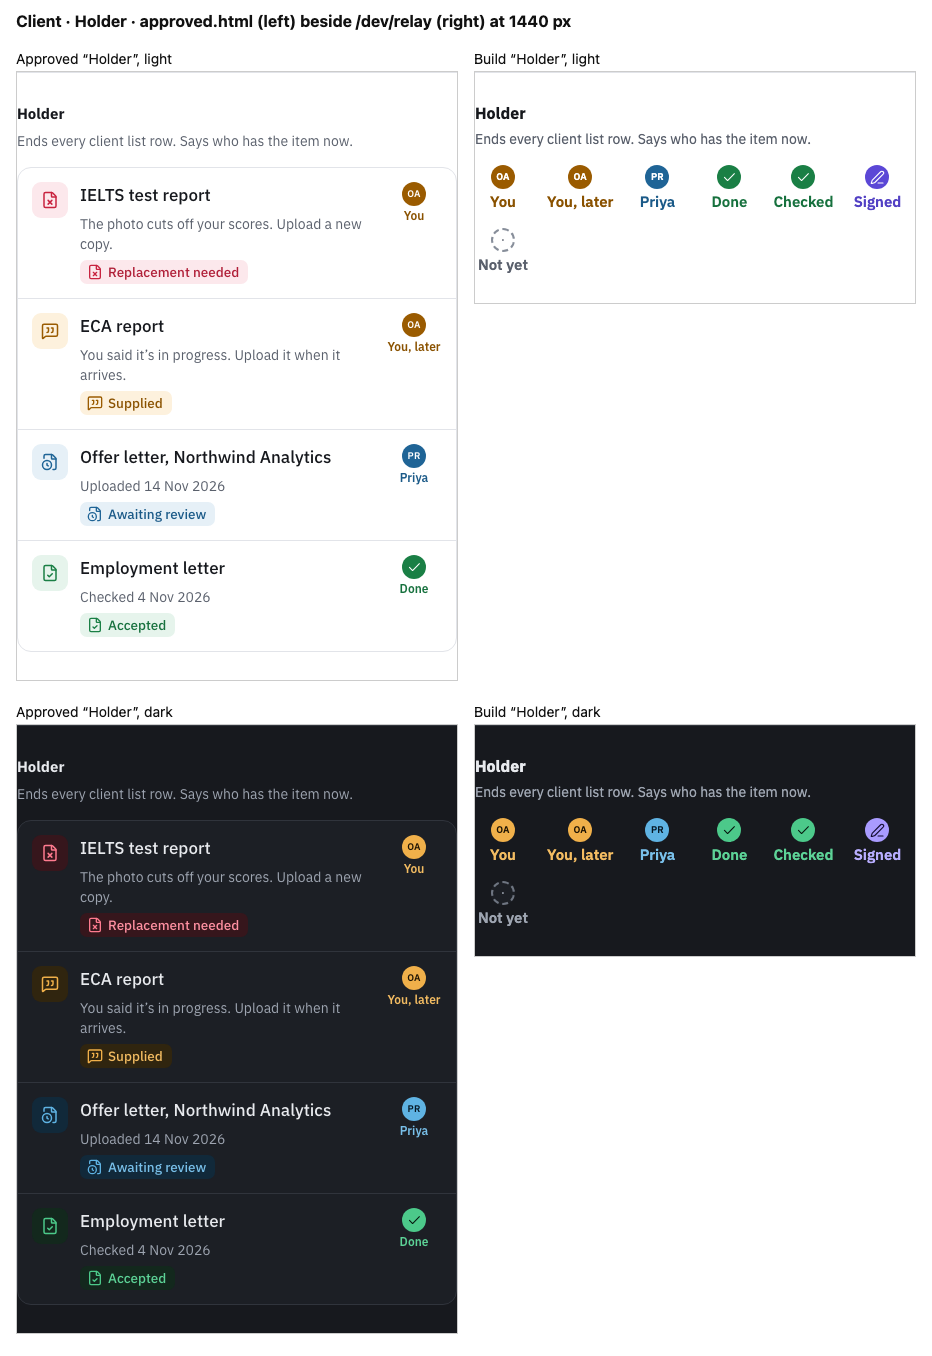 Client · Holder · approved.html (left) beside /dev/relay (right) at 1440 px
Approved “Holder”, light
Holder
Ends every client list row. Says who has the item now.
IELTS test report
OA
You
The photo cuts off your scores. Upload a new
copy.
Replacement needed
ECA report
OA
You, later
You said it’s in progress. Upload it when it
arrives.
Supplied
Offer letter, Northwind Analytics
PR
Priya
Uploaded 14 Nov 2026
Awaiting review
Employment letter
Done
Checked 4 Nov 2026
Accepted
Build “Holder”, light
Holder
Ends every client list row. Says who has the item now.
OA OA PR
You You, later Priya Done Checked Signed
Not yet
Approved “Holder”, dark
Holder
Ends every client list row. Says who has the item now.
IELTS test report
OA
You
The photo cuts off your scores. Upload a new
copy.
Replacement needed
ECA report
OA
You, later
You said it’s in progress. Upload it when it
arrives.
Supplied
Offer letter, Northwind Analytics
PR
Priya
Uploaded 14 Nov 2026
Awaiting review
Employment letter
Done
Checked 4 Nov 2026
Accepted
Build “Holder”, dark
Holder
Ends every client list row. Says who has the item now.
OA OA PR
You You, later Priya Done Checked Signed
Not yet